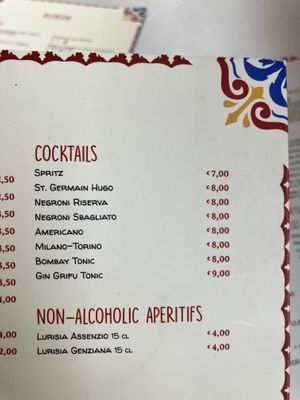 COCKTAILS
SPRITZ €7,00
ST. GERMAIN HUGO €8,00
NEGRONI RISERVA €8,00
NEGRONI SBAGLIATO €8,00
AMERICANO €8,00
MILANO-TORINO €8,00
BOMBAY TONIC €8,00
GIN GRIFU TONIC €9,00
NON-ALCOHOLIC APERITIFS
LURISIA ASSENZIO 15 CL €4,00
LURISIA GENZIANA 15 CL €4,00